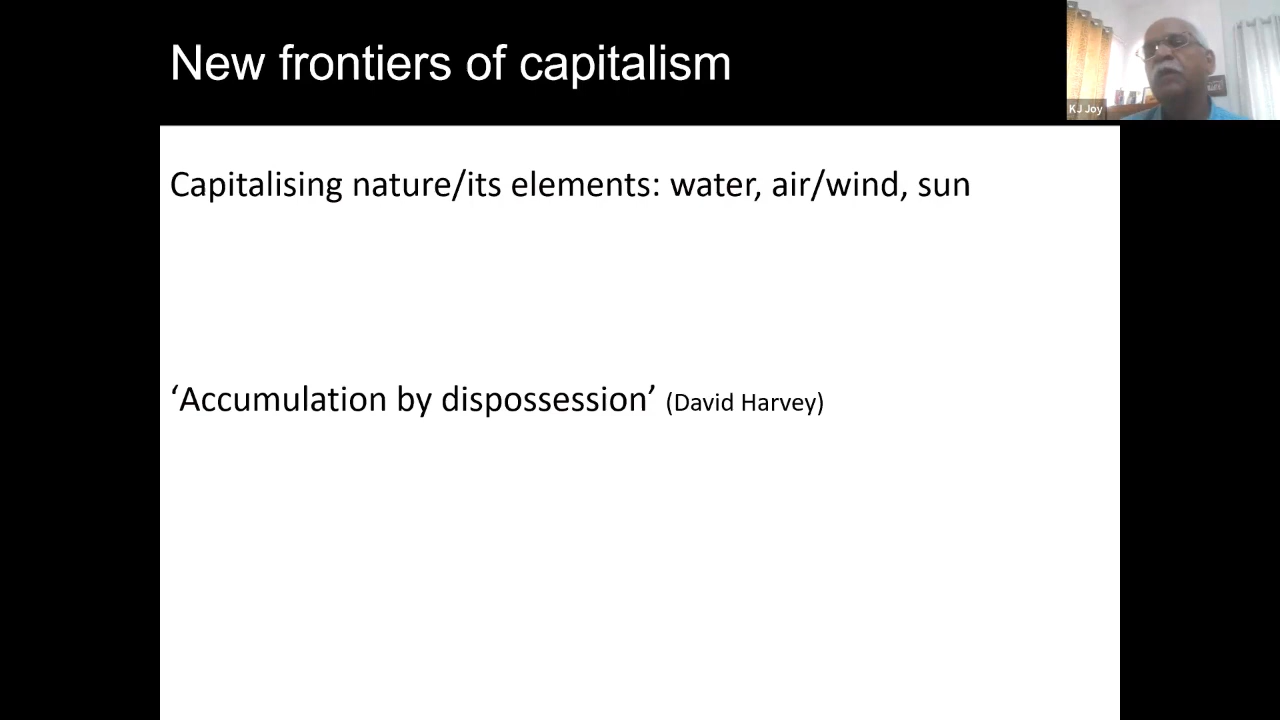 New frontiers of capitalism
KJ Joy
Capitalising nature/its elements: water, air/wind, sun
‘Accumulation by dispossession’ (David Harvey)